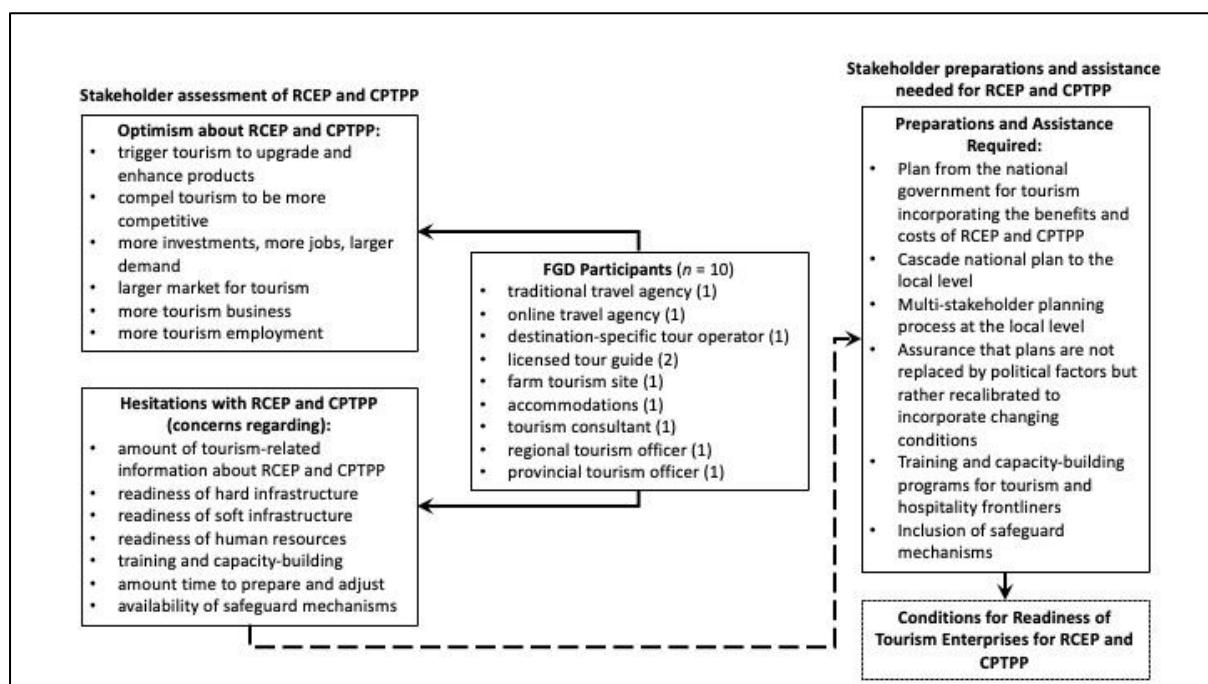 Stakeholder assessment of RCEP and CPTPP
Optimism about RCEP and CPTPP:
• trigger tourism to upgrade and
enhance products
• compel tourism to be more
competitive
• more investments, more jobs, larger
demand
• larger market for tourism
• more tourism business
• more tourism employment
Hesitations with RCEP and CPTPP
(concerns regarding):
• amount of tourism-related
information about RCEP and CPTPP
• readiness of hard infrastructure
• readiness of soft infrastructure
• readiness of human resources
• training and capacity-building
• amount time to prepare and adjust
• availability of safeguard mechanisms
FGD Participants (n = 10)
• traditional travel agency (1)
• online travel agency (1)
• destination-specific tour operator (1)
• licensed tour guide (2)
• farm tourism site (1)
• accommodations (1)
• tourism consultant (1)
• regional tourism officer (1)
• provincial tourism officer (1)
Stakeholder preparations and assistance
needed for RCEP and CPTPP
Preparations and Assistance
Required:
• Plan from the national
government for tourism
incorporating the benefits and
costs of RCEP and CPTPP
• Cascade national plan to the
local level
• Multi-stakeholder planning
process at the local level
• Assurance that plans are not
replaced by political factors but
rather recalibrated to
incorporate changing
conditions
• Training and capacity-building
programs for tourism and
hospitality frontliners
• Inclusion of safeguard
mechanisms
Conditions for Readiness of
Tourism Enterprises for RCEP and
CPTPP